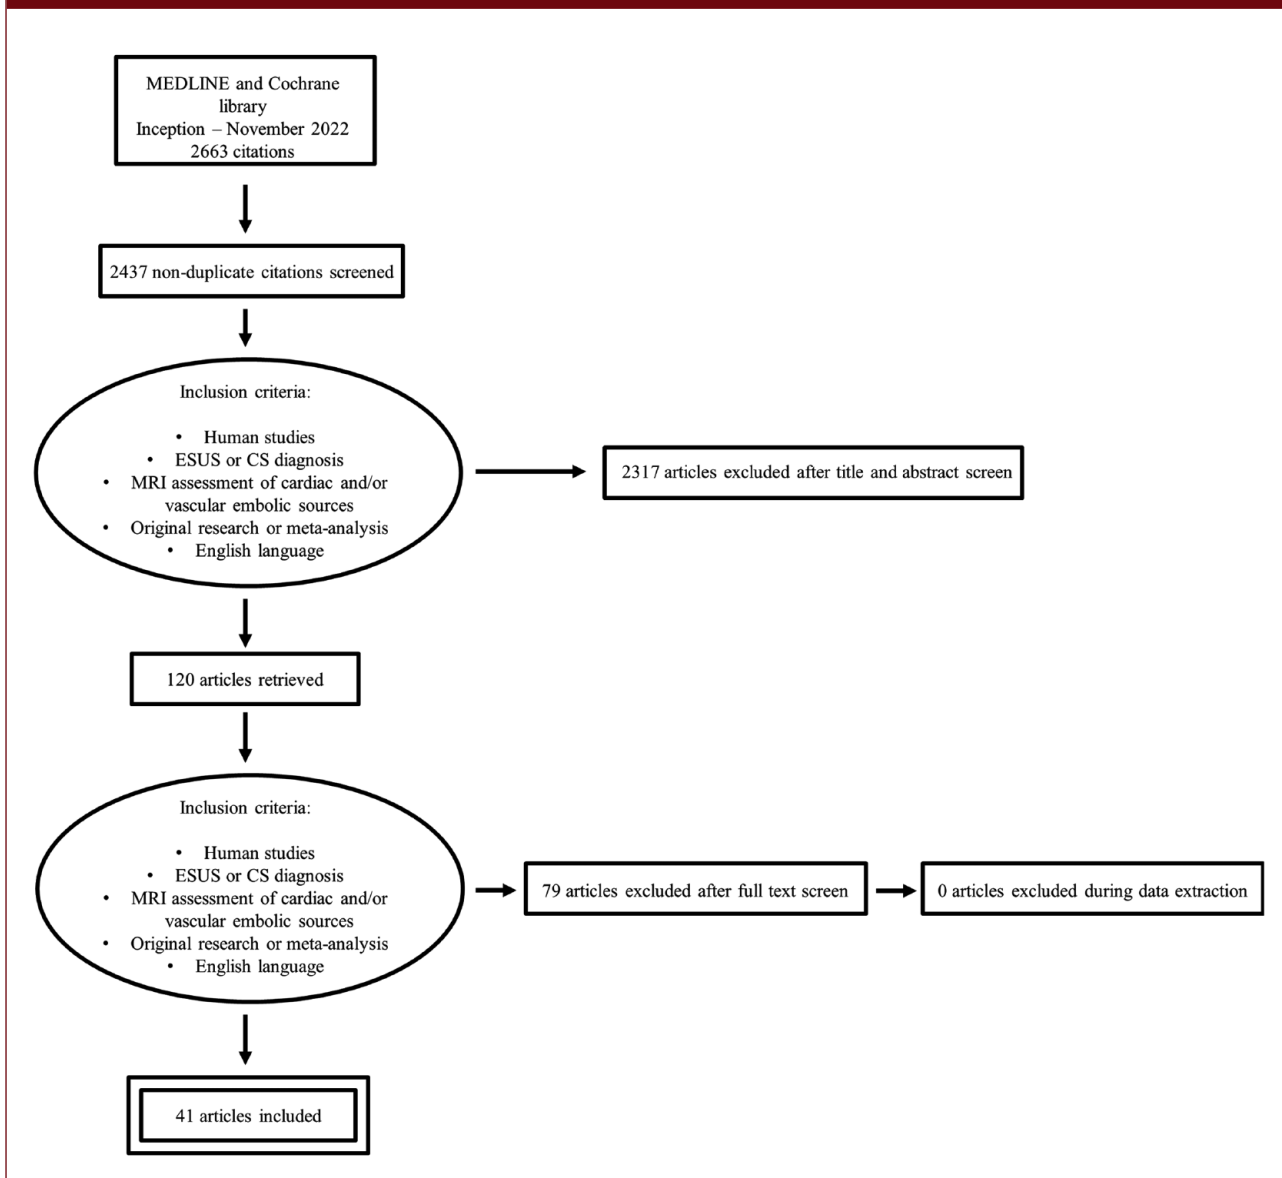 MEDLINE and Cochrane
library
Inception – November 2022
2663 citations
2437 non-duplicate citations screened
Inclusion criteria:
• Human studies
• ESUS or CS diagnosis
• MRI assessment of cardiac and/or
vascular embolic sources
• Original research or meta-analysis
• English language
2317 articles excluded after title and abstract screen
120 articles retrieved
Inclusion criteria:
• Human studies
• ESUS or CS diagnosis
• MRI assessment of cardiac and/or
vascular embolic sources
• Original research or meta-analysis
• English language
79 articles excluded after full text screen
0 articles excluded during data extraction
41 articles included